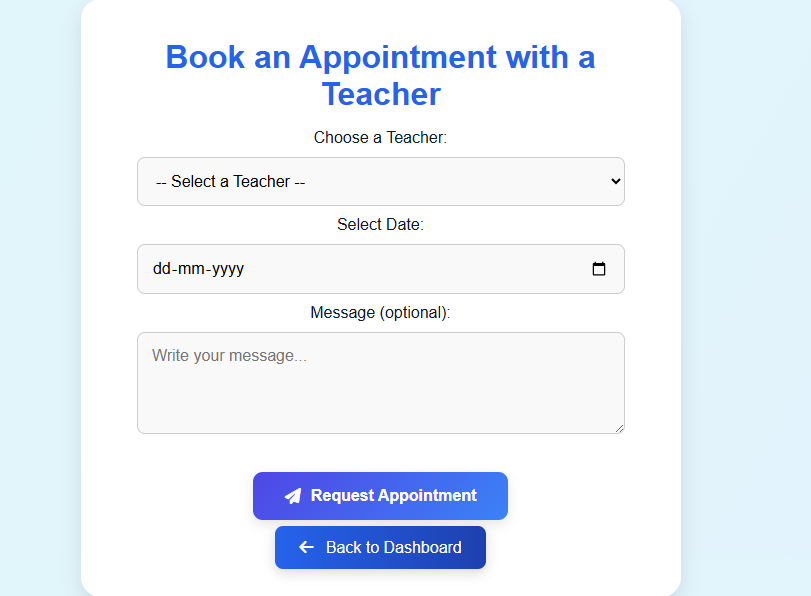 Book an Appointment with a
Teacher
Choose a Teacher:
-- Select a Teacher --
Select Date:
dd-mm-yyyy
Message (optional):
Write your message...
Request Appointment
Back to Dashboard